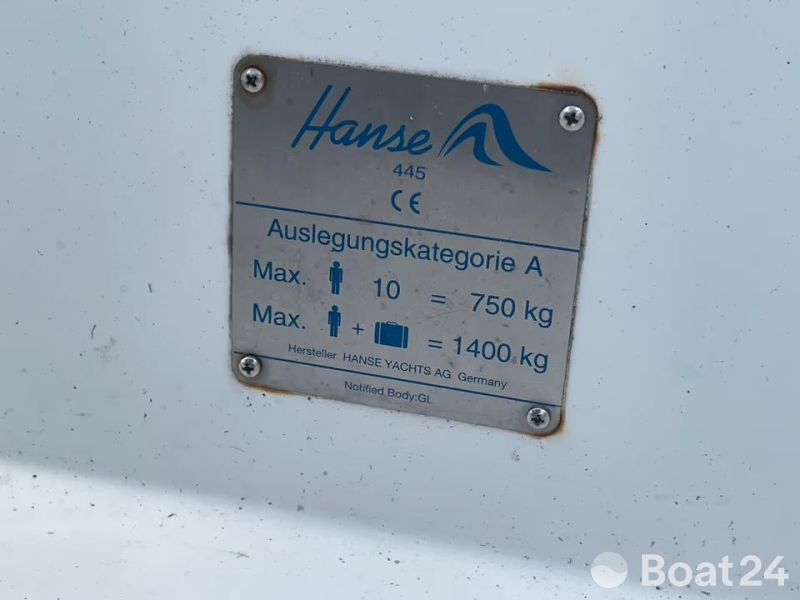 Hanse
445
CE
Auslegungskategorie A
Max. 10 = 750 kg
Max. + = 1400 kg
Hersteller HANSE YACHTS AG Germany
Notified Body:GL
Boat24